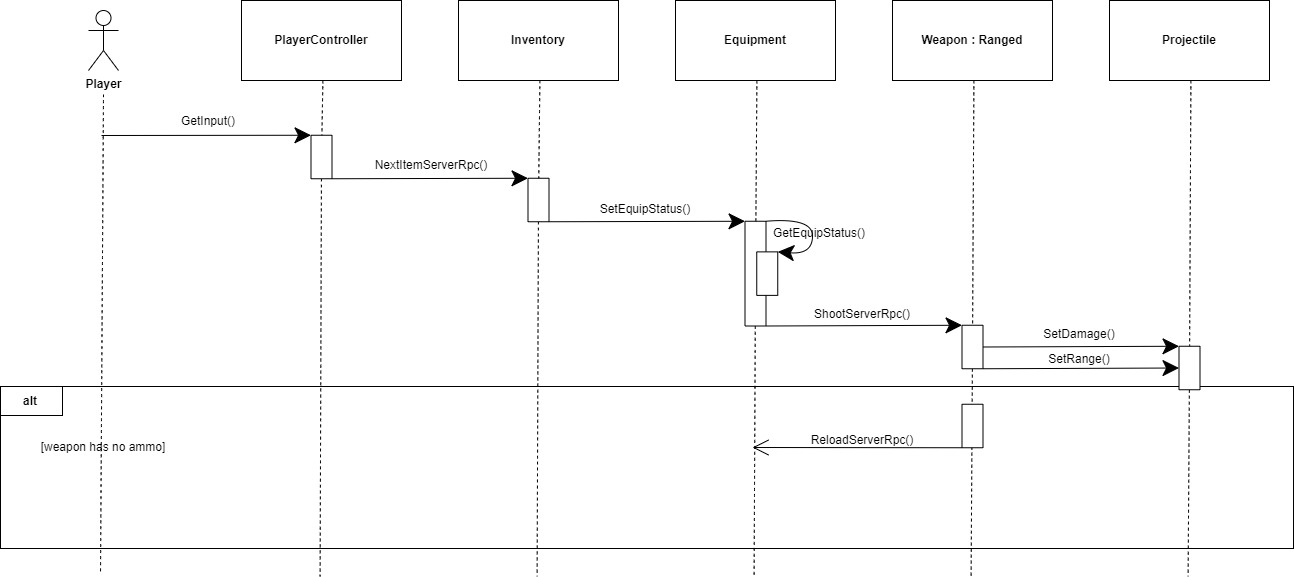 Player
PlayerController
Inventory
Equipment
Weapon : Ranged
Projectile
GetInput()
NextItemServerRpc()
SetEquipStatus()
GetEquipStatus()
ShootServerRpc()
SetDamage()
SetRange()
alt
[weapon has no ammo]
ReloadServerRpc()